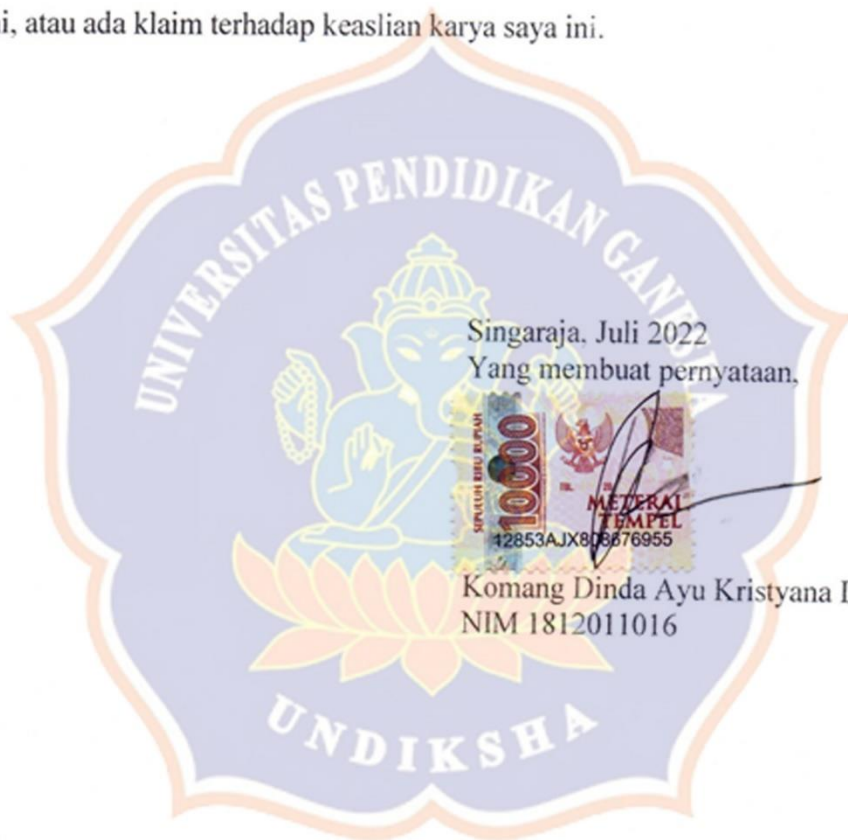 i, atau ada klaim terhadap keaslian karya saya ini.
UNIVERSITAS PENDIDIKAN GANESHA
Singaraja, Juli 2022
Yang membuat pernyataan,
SEPULUH RIBU RUPIAH
10000
METERAI
TEMPEL
12853AJX808676955
Komang Dinda Ayu Kristyana
NIM 1812011016
UNDIKSHA